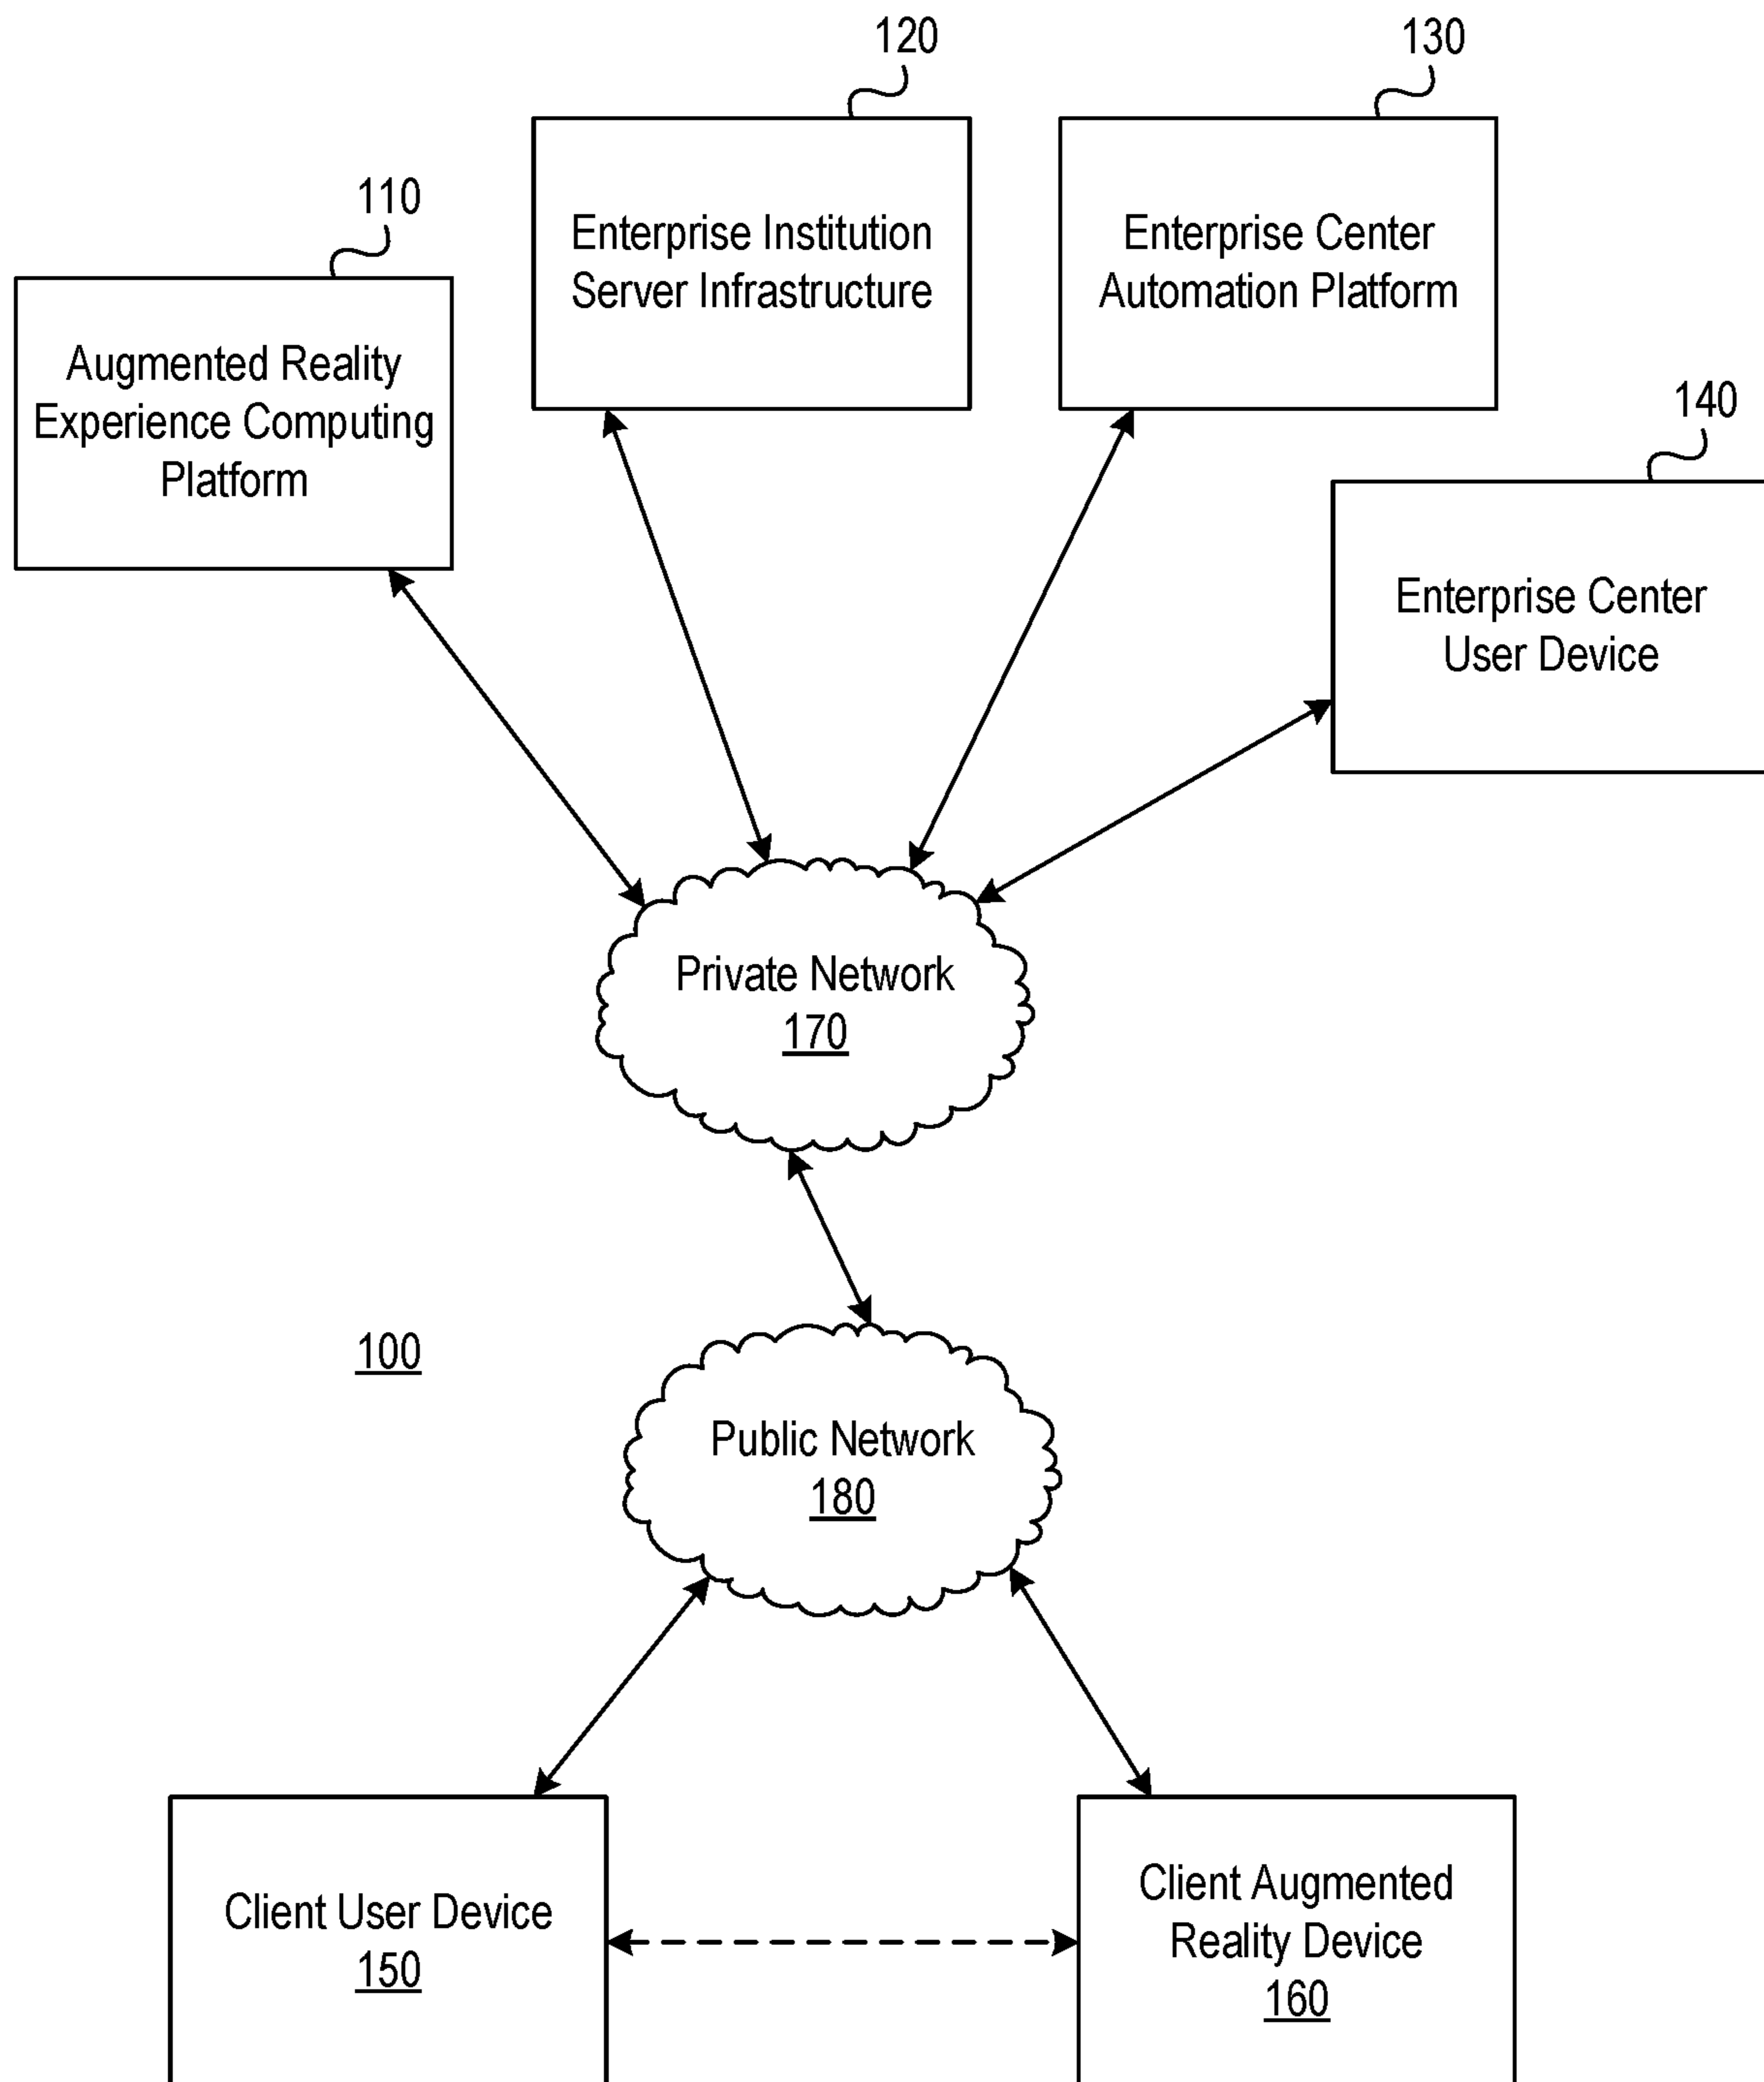 120
130
110
Enterprise Institution
Server Infrastructure
Enterprise Center
Automation Platform
Augmented Reality
Experience Computing
Platform
140
Enterprise Center
User Device
Private Network
170
100
Public Network
180
Client User Device
150
Client Augmented
Reality Device
160